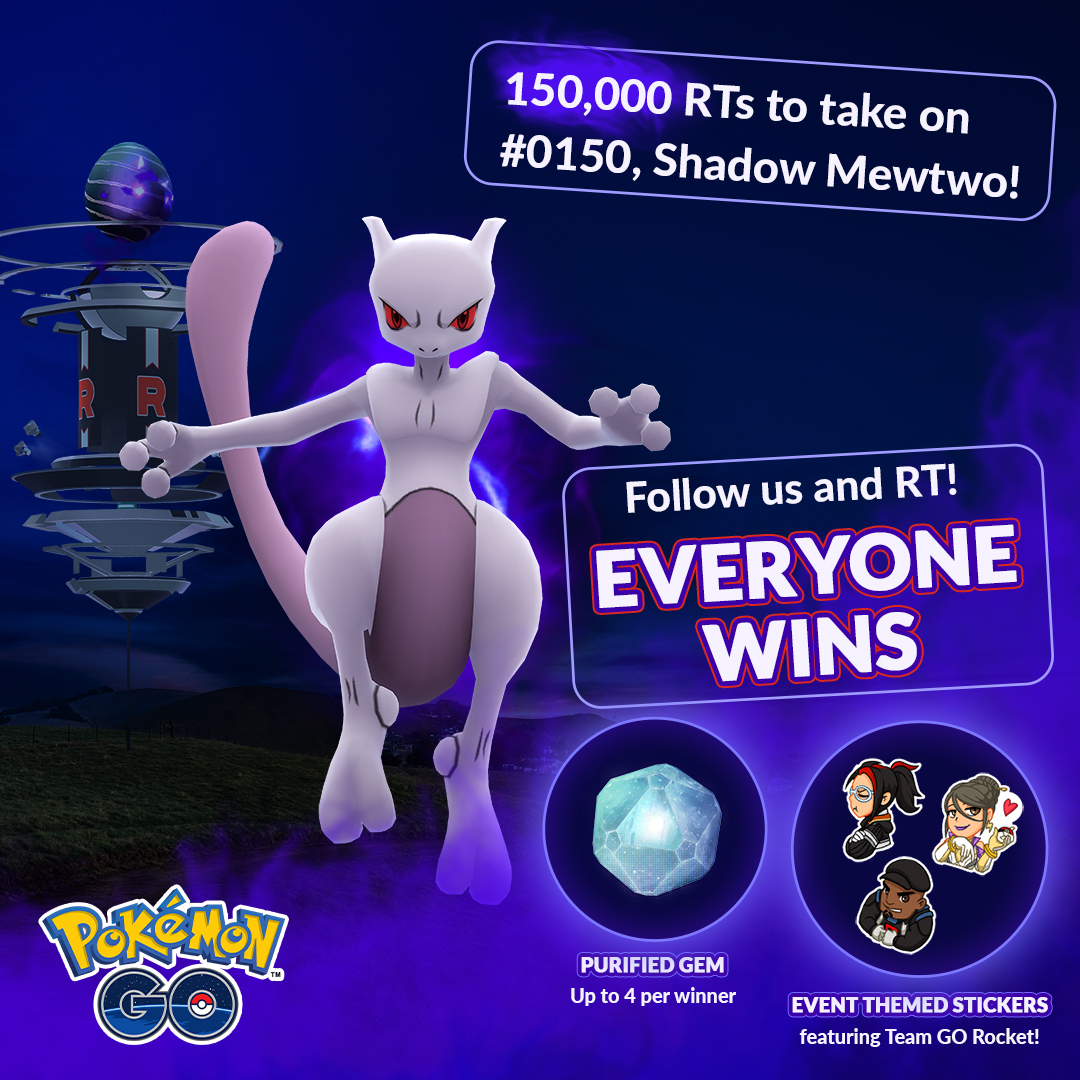 150,000 RTs to take on
#0150, Shadow Mewtwo!
R R
Follow us and RT!
EVERYONE
WINS
PURIFIED GEM
Up to 4 per winner
EVENT THEMED STICKERS
featuring Team GO Rocket!
POKÉMON
GO
TM